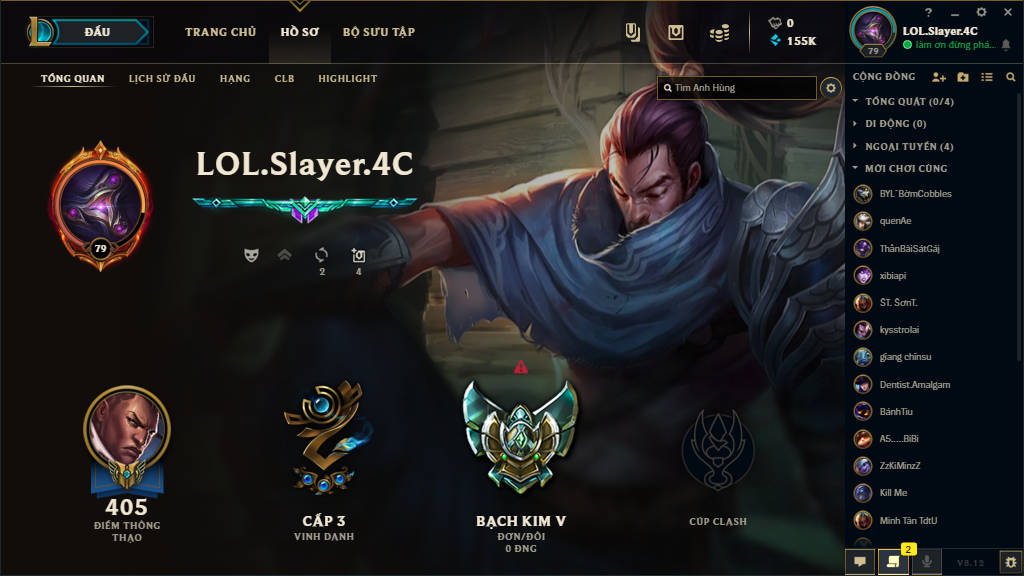 ĐẤU
TRANG CHỦ
HỒ SƠ
BỘ SƯU TẬP
0
155K
79
LOL.Slayer.4C
làm ơn đừng phá...
TỔNG QUAN
LỊCH SỬ ĐẤU
HẠNG
CLB
HIGHLIGHT
Tìm Anh Hùng
CỘNG ĐỒNG
TỔNG QUÁT (0/4)
DI ĐỘNG (0)
NGOẠI TUYẾN (4)
MỚI CHƠI CÙNG
BYL¯BờmCobbles
quenAe
ThằnBàiSátGáj
xibiapi
ŠT. ŠơnT.
kysstrolai
giang chĩnsu
Dentist.Amalgam
BánhTiu
A5.....BiBi
ZzKiMinzZ
Kill Me
Minh Tân TdtU
LOL.Slayer.4C
79
2
4
405
ĐIỂM THÔNG
THẠO
CẤP 3
VINH DANH
BẠCH KIM V
ĐƠN/ĐÔI
0 ĐNG
CÚP CLASH
2
V8.12